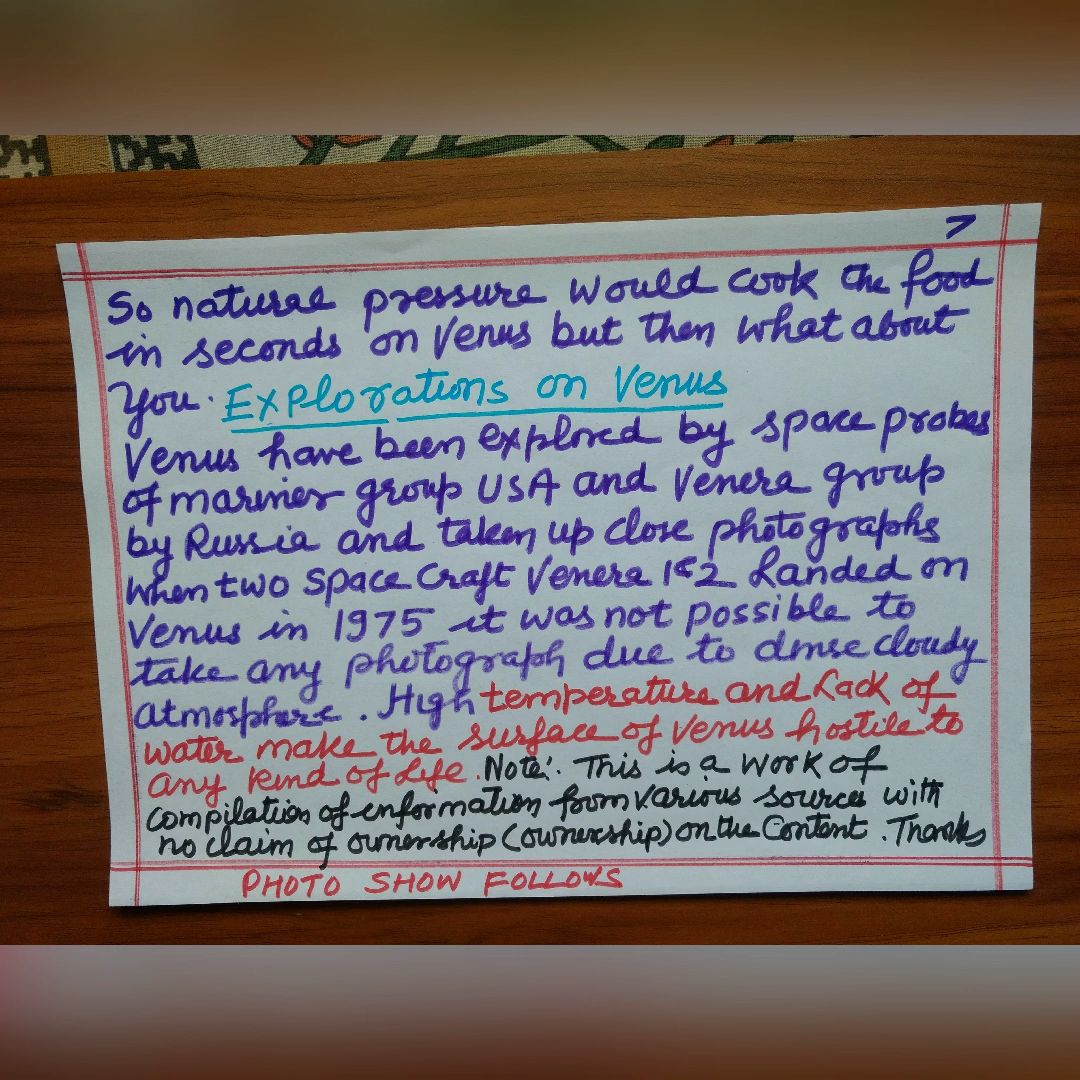 >
So natural pressure would cook the food
in seconds on Venus but then what about
You. Explorations on Venus
Venus have been explored by space probes
of mariner group USA and Venera group
by Russia and taken up close photographs
when two space craft Venera 1&2 Landed on
Venus in 1975 it was not possible to
take any photograph due to dense cloudy
atmosphere. High temperature and Lack of
water make the surface of Venus hostile to
any kind of Life. Note:. This is a work of
compilation of information from various sources with
no claim of ownership (ownership) on the Content. Thanks
PHOTO SHOW FOLLOWS